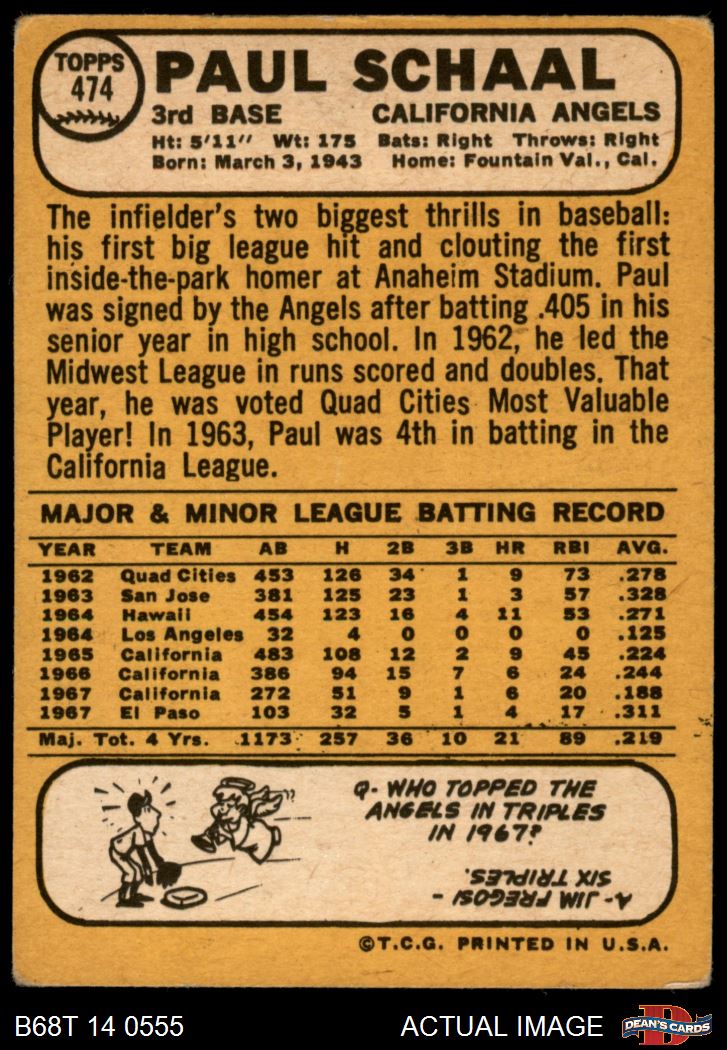 TOPPS
474
PAUL SCHAAL
3rd BASE CALIFORNIA ANGELS
Ht: 5'11" Wt: 175 Bats: Right Throws: Right
Born: March 3, 1943 Home: Fountain Val., Cal.
The infielder's two biggest thrills in baseball:
his first big league hit and clouting the first
inside-the-park homer at Anaheim Stadium. Paul
was signed by the Angels after batting .405 in his
senior year in high school. In 1962, he led the
Midwest League in runs scored and doubles. That
year, he was voted Quad Cities Most Valuable
Player! In 1963, Paul was 4th in batting in the
California League.
MAJOR & MINOR LEAGUE BATTING RECORD
YEAR TEAM AB H 2B 3B HR RBI AVG.
1962 Quad Cities 453 126 34 1 9 73 .278
1963 San Jose 381 125 23 1 3 57 .328
1964 Hawaii 454 123 16 4 11 53 .271
1964 Los Angeles 32 4 0 0 0 0 .125
1965 California 483 108 12 2 9 45 .224
1966 California 386 94 15 7 6 24 .244
1967 California 272 51 9 1 6 20 .188
1967 El Paso 103 32 5 1 4 17 .311
Maj. Tot. 4 Yrs. 1173 257 36 10 21 89 .219
Q- WHO TOPPED THE
ANGELS IN TRIPLES
IN 1967?
A- JIM FREGOSI -
SIX TRIPLES.
©T.C.G. PRINTED IN U.S.A.
B68T 14 0555 ACTUAL IMAGE
D
DEAN'S CARDS